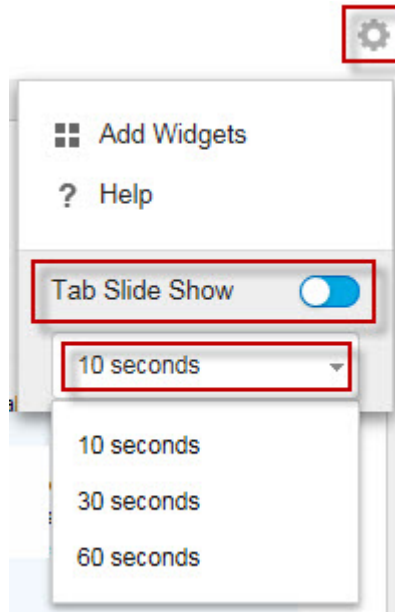 Add Widgets
? Help
Tab Slide Show
10 seconds
10 seconds
30 seconds
60 seconds